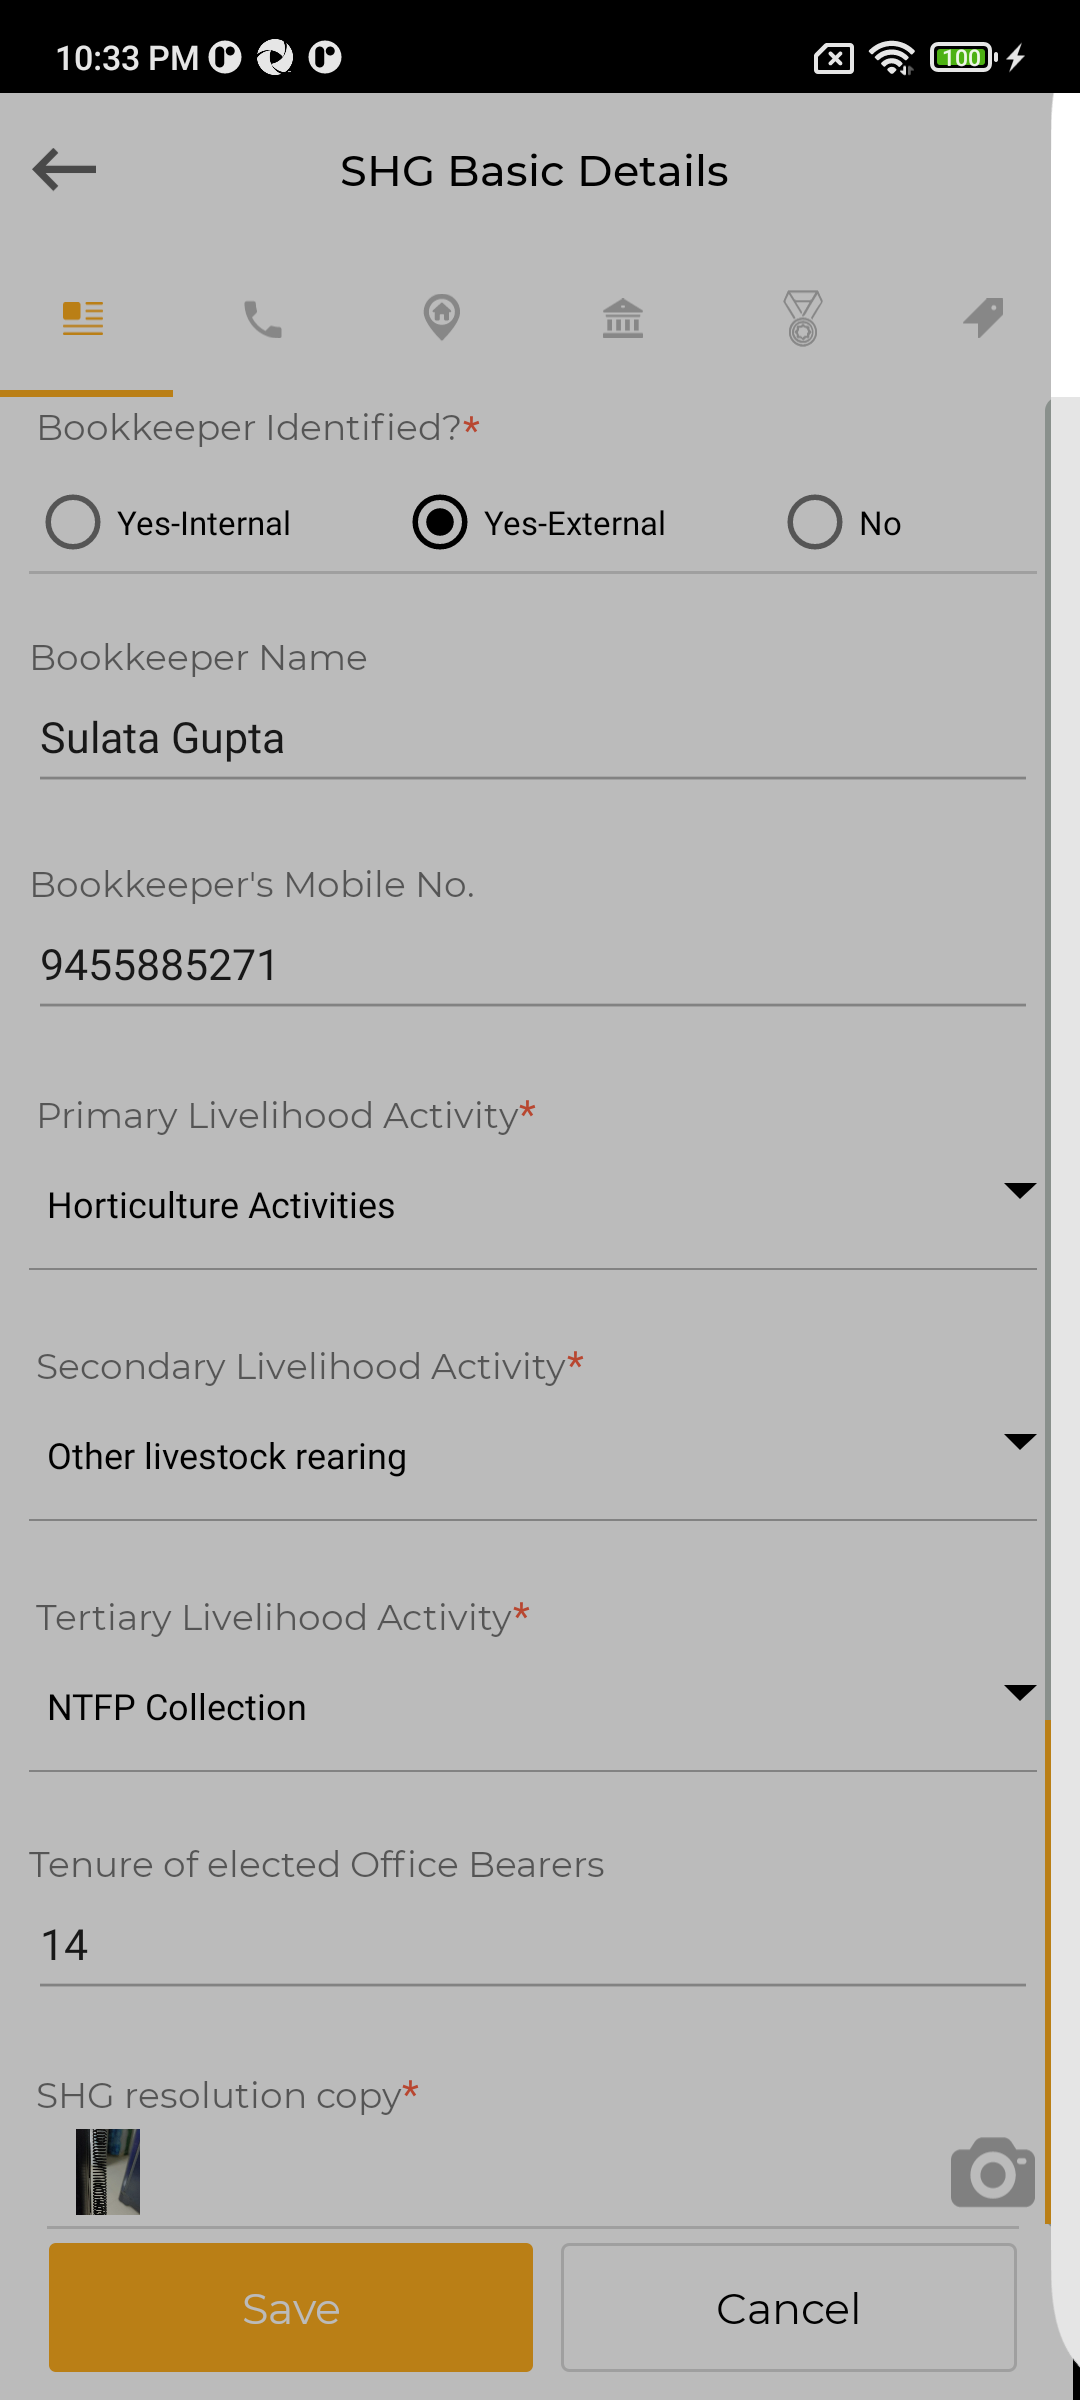 10:33 PM
100
SHG Basic Details
Bookkeeper Identified?*
Yes-Internal
Yes-External
No
Bookkeeper Name
Sulata Gupta
Bookkeeper's Mobile No.
9455885271
Primary Livelihood Activity*
Horticulture Activities
Secondary Livelihood Activity*
Other livestock rearing
Tertiary Livelihood Activity*
NTFP Collection
Tenure of elected Office Bearers
14
SHG resolution copy*
Save
Cancel